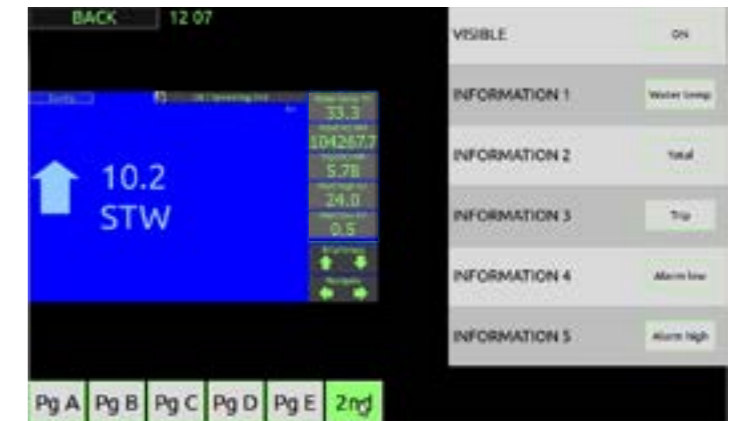 BACK 12 07
33.3
104267.7
5.78
10.2
24.0
STW
0.5
VISIBLE ON
INFORMATION 1 Water temp
INFORMATION 2 Total
INFORMATION 3 Trip
INFORMATION 4 Alarm low
INFORMATION 5 Alarm high
Pg A Pg B Pg C Pg D Pg E 2nd